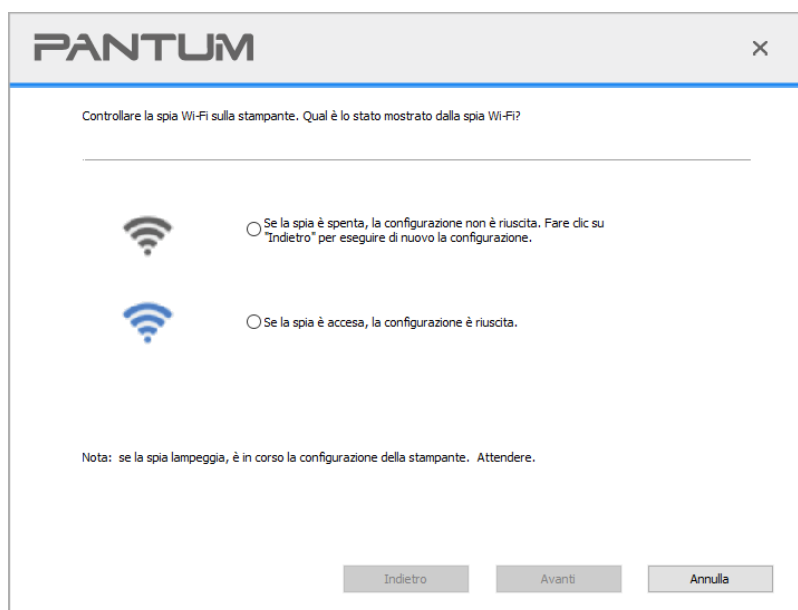 PANTUM
Controllare la spia Wi-Fi sulla stampante. Qual è lo stato mostrato dalla spia Wi-Fi?
Se la spia è spenta, la configurazione non è riuscita. Fare clic su
"Indietro" per eseguire di nuovo la configurazione.
Se la spia è accesa, la configurazione è riuscita.
Nota: se la spia lampeggia, è in corso la configurazione della stampante. Attendere.
Indietro
Avanti
Annulla